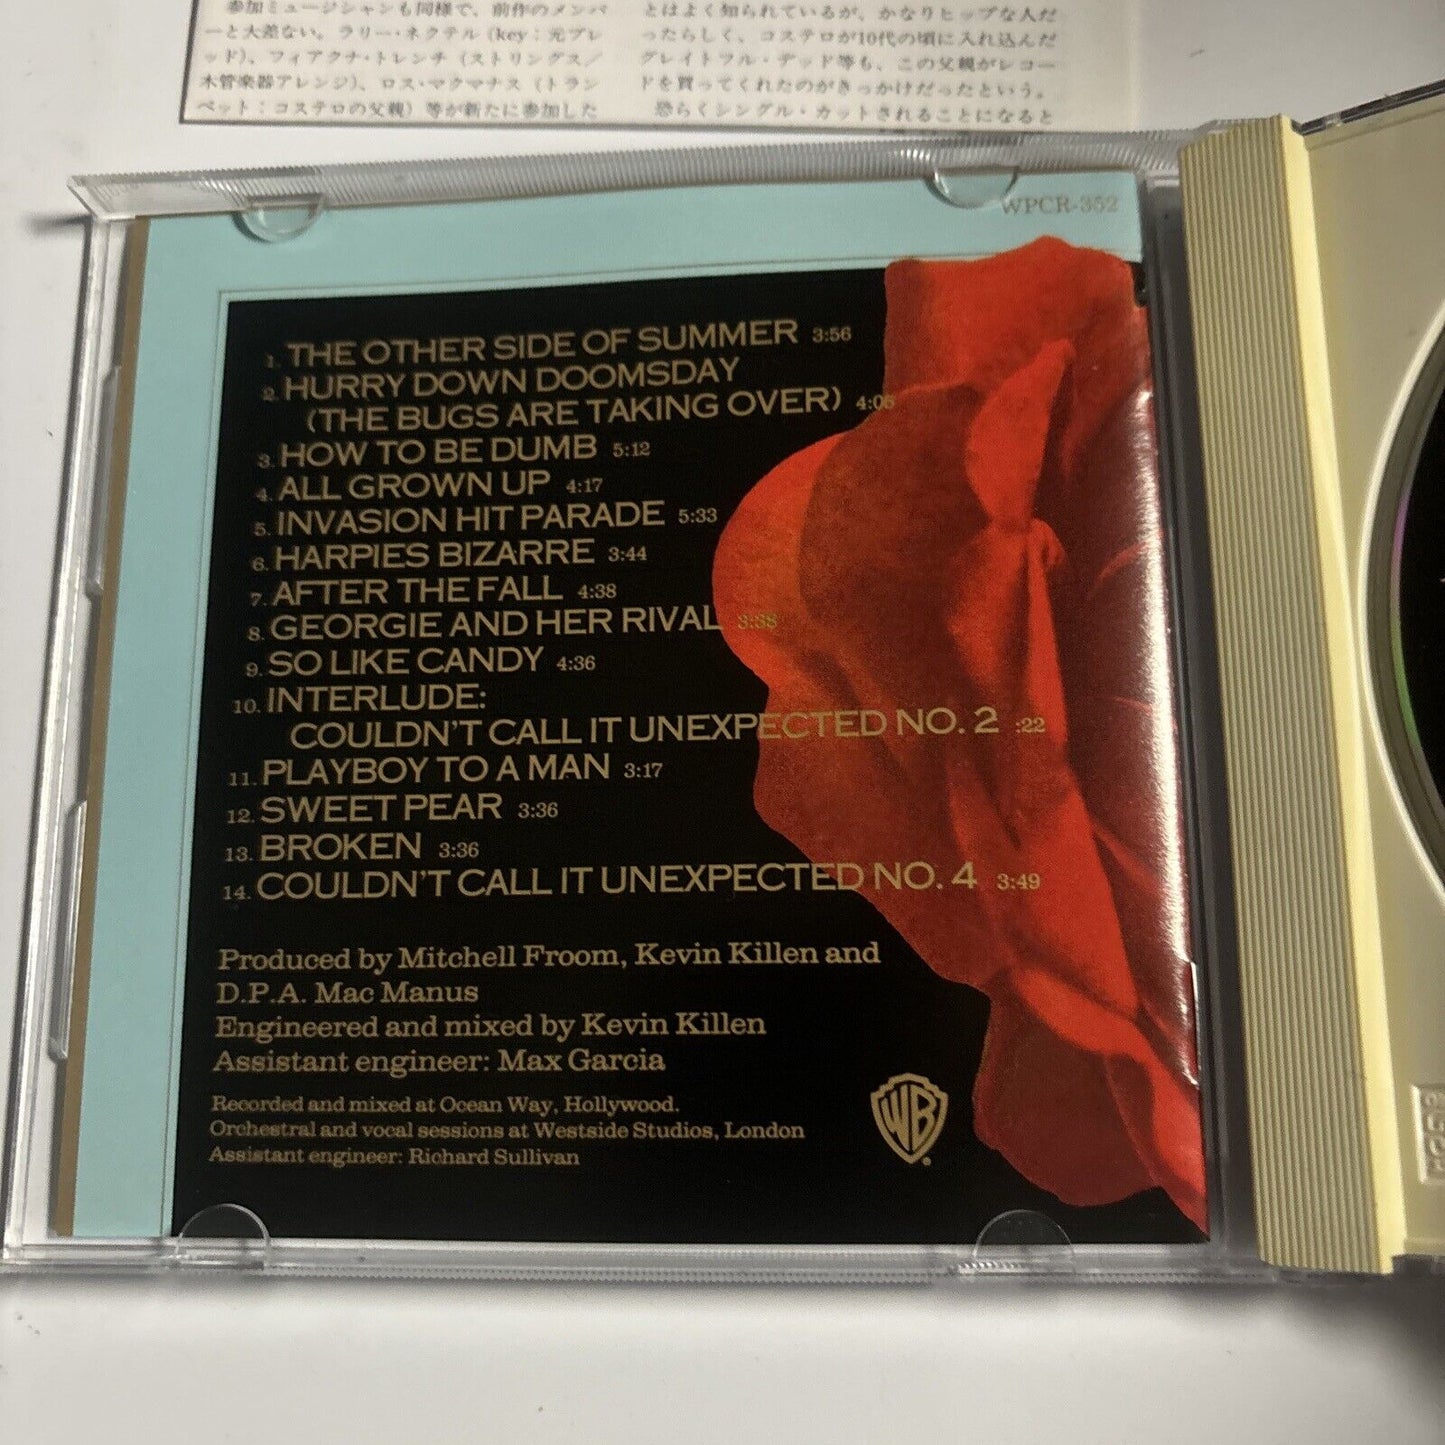 参加ミュージシャンも同様で、前作のメンバ
ーと大差ない。ラリー・ネクテル（key：元ブレ
ッド）、フィアクナ・トレンチ（ストリングス／
木管楽器アレンジ）、ロス・マクマナス（トラン
ペット：コステロの父親）等が新たに参加した
とはよく知られているが、かなりヒップな人だ
ったらしく、コステロが10代の頃に入れ込んだ
グレイトフル・デッド等も、この父親がレコー
ドを買ってくれたのがきっかけだったという。
恐らくシングル・カットされることになると
WPCR-352
1. THE OTHER SIDE OF SUMMER 3:56
2. HURRY DOWN DOOMSDAY
(THE BUGS ARE TAKING OVER) 4:05
3. HOW TO BE DUMB 5:12
4. ALL GROWN UP 4:17
5. INVASION HIT PARADE 5:33
6. HARPIES BIZARRE 3:44
7. AFTER THE FALL 4:38
8. GEORGIE AND HER RIVAL 3:38
9. SO LIKE CANDY 4:36
10. INTERLUDE:
COULDN'T CALL IT UNEXPECTED NO. 2 :22
11. PLAYBOY TO A MAN 3:17
12. SWEET PEAR 3:36
13. BROKEN 3:36
14. COULDN'T CALL IT UNEXPECTED NO. 4 3:49
Produced by Mitchell Froom, Kevin Killen and
D.P.A. Mac Manus
Engineered and mixed by Kevin Killen
Assistant engineer: Max Garcia
Recorded and mixed at Ocean Way, Hollywood.
Orchestral and vocal sessions at Westside Studios, London
Assistant engineer: Richard Sullivan
WB